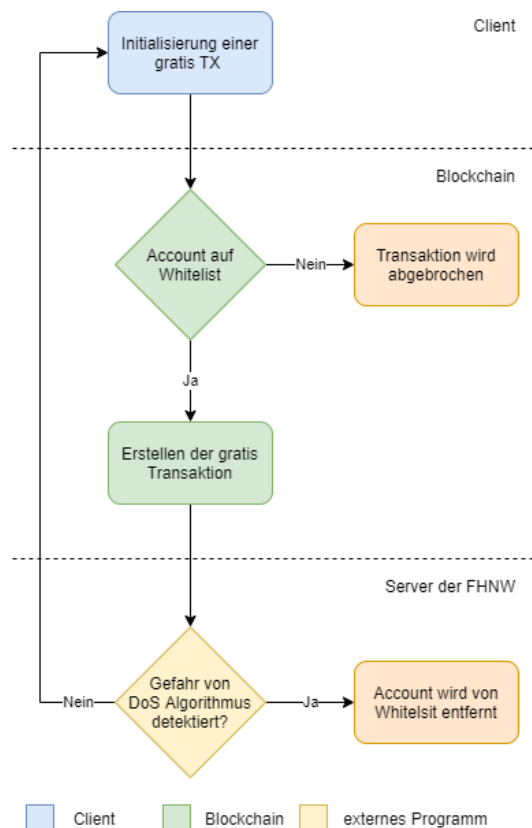 Client
Initialisierung einer
gratis TX
Blockchain
Account auf
Whitelist
Nein
Transaktion wird
abgebrochen
Ja
Erstellen der gratis
Transaktion
Server der FHNW
Nein
Gefahr von
DoS Algorithmus
detektiert?
Ja
Account wird von
Whitelsit entfernt
Client
Blockchain
externes Programm